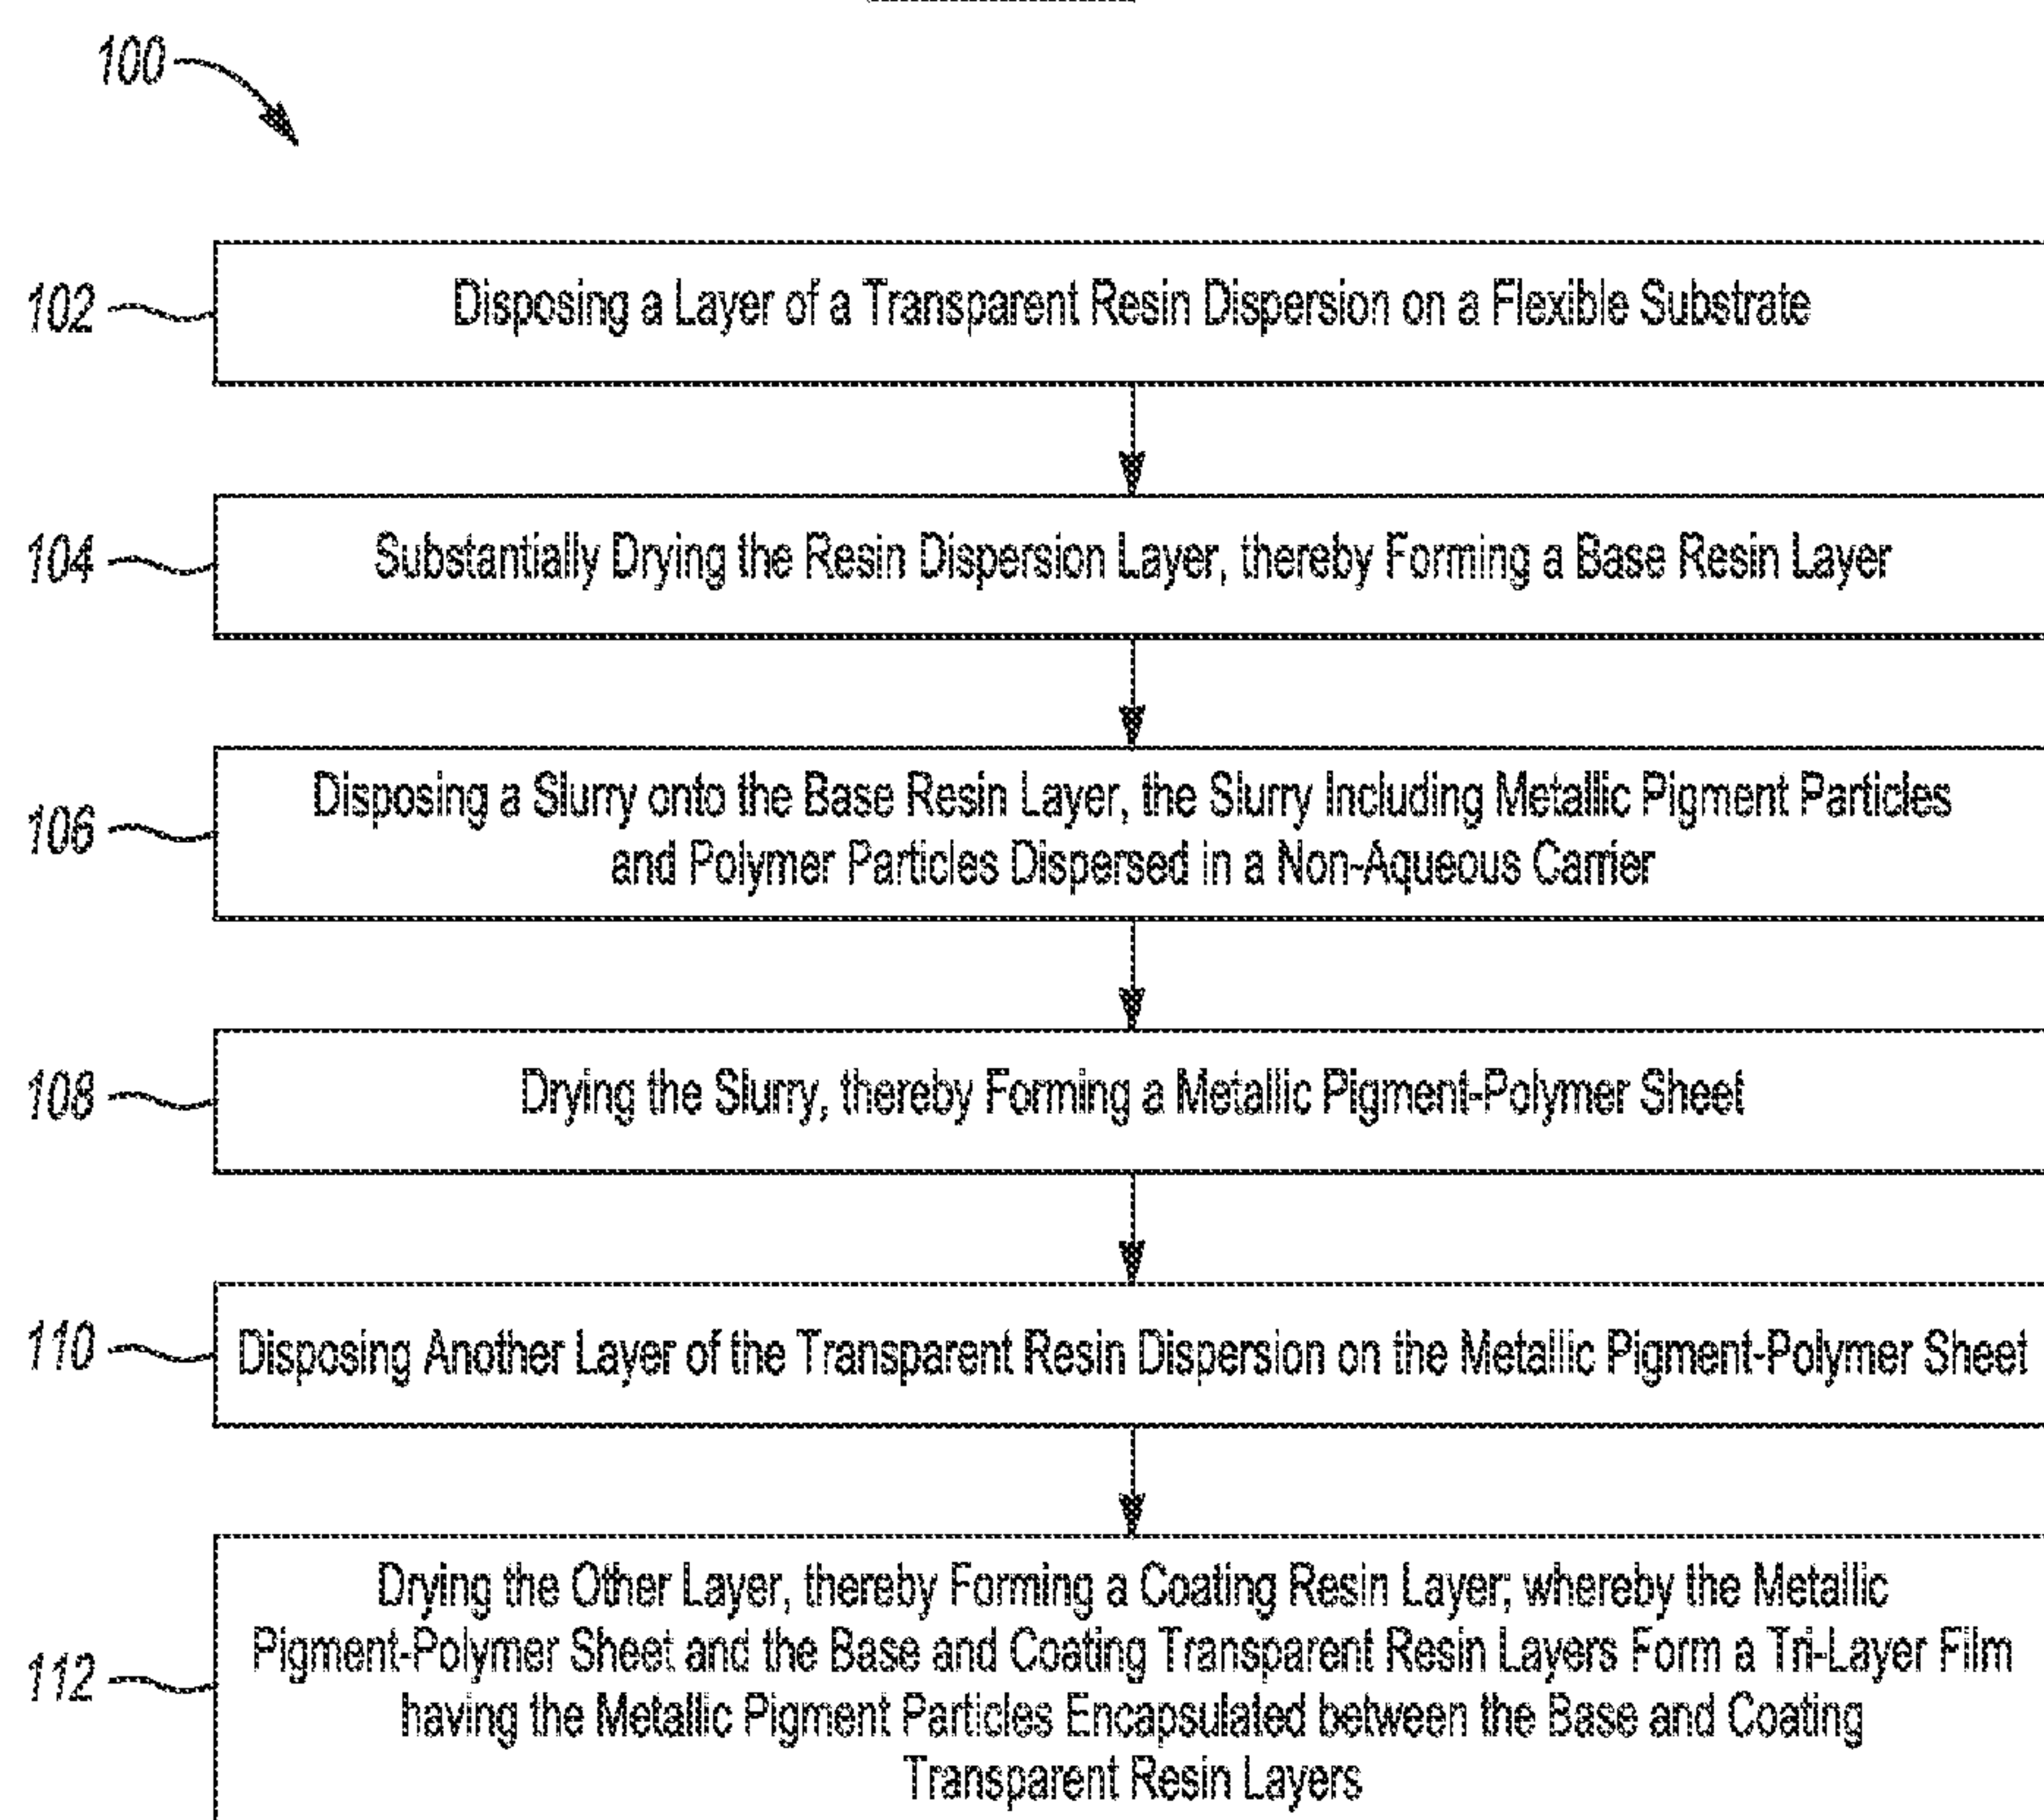 100
102
Disposing a Layer of a Transparent Resin Dispersion on a Flexible Substrate
104
Substantially Drying the Resin Dispersion Layer, thereby Forming a Base Resin Layer
106
Disposing a Slurry onto the Base Resin Layer, the Slurry Including Metallic Pigment Particles
and Polymer Particles Dispersed in a Non-Aqueous Carrier
108
Drying the Slurry, thereby Forming a Metallic Pigment-Polymer Sheet
110
Disposing Another Layer of the Transparent Resin Dispersion on the Metallic Pigment-Polymer Sheet
112
Drying the Other Layer, thereby Forming a Coating Resin Layer; whereby the Metallic
Pigment-Polymer Sheet and the Base and Coating Transparent Resin Layers Form a Tri-Layer Film
having the Metallic Pigment Particles Encapsulated between the Base and Coating
Transparent Resin Layers